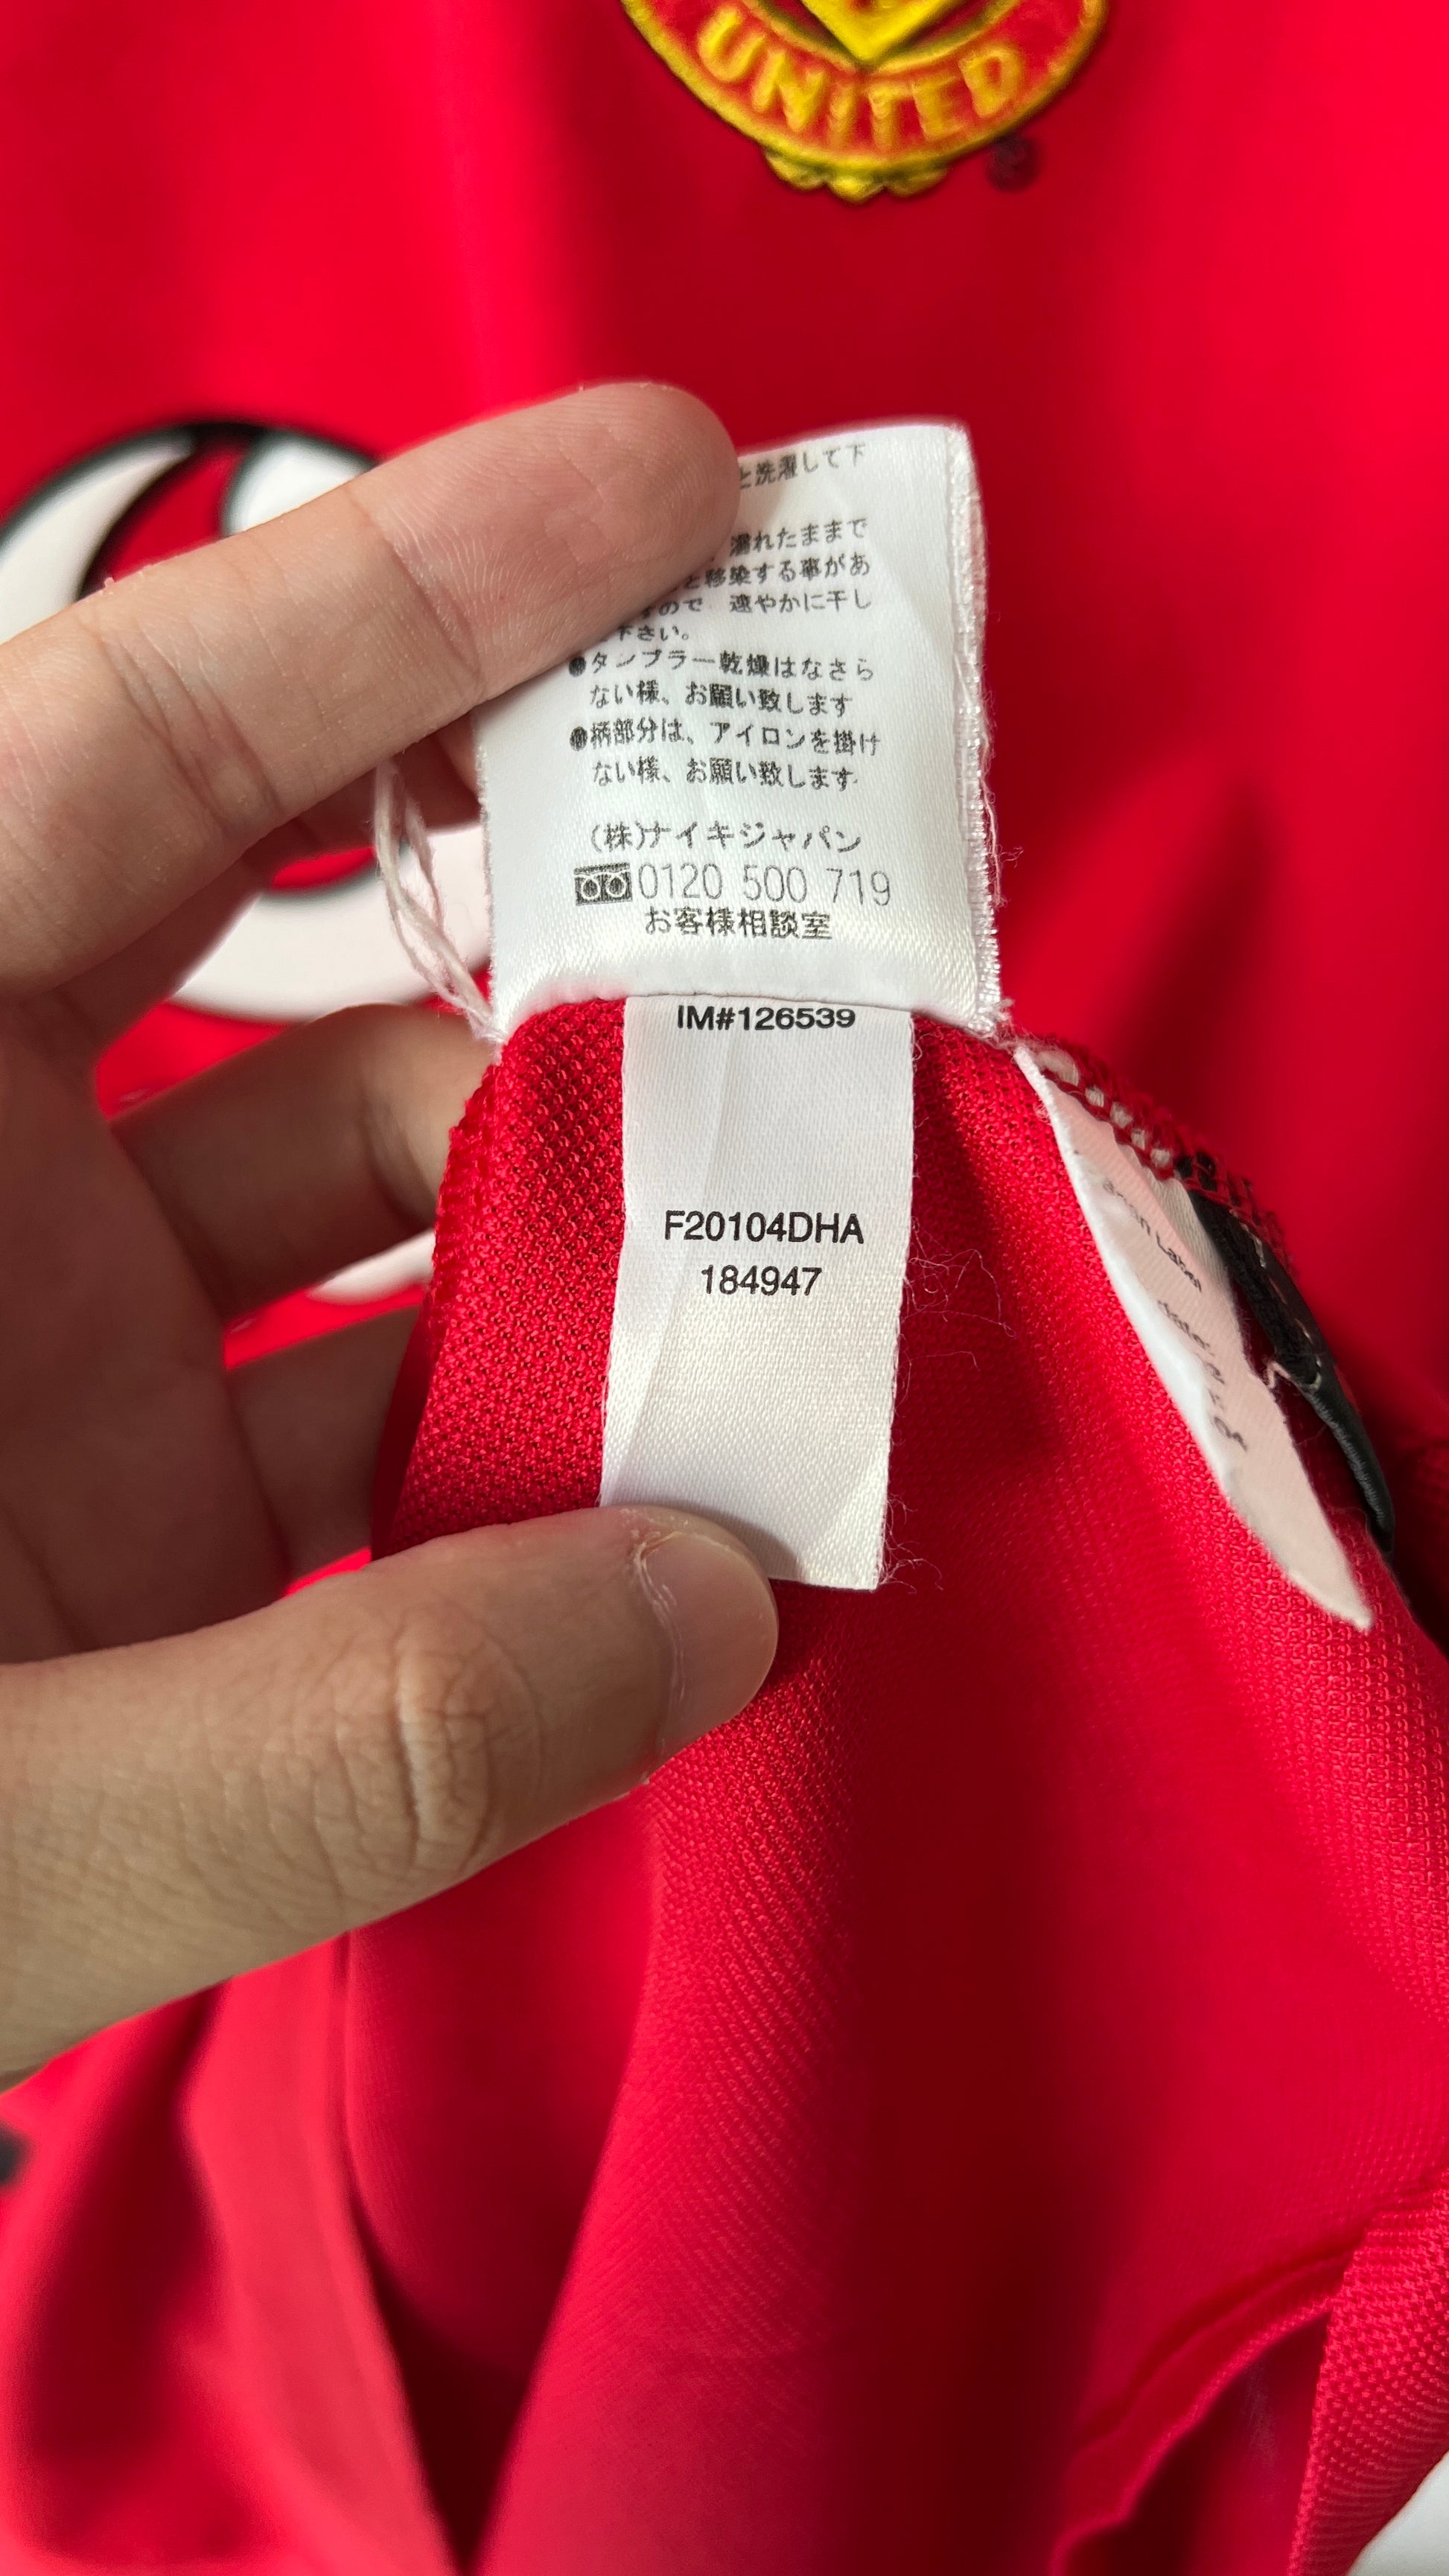 UNITED
と洗濯して下
濡れたままで
と移染する事があ
ので 速やかに干し
下さい。
●タンブラー乾燥はなさら
ない様、お願い致します
●柄部分は、アイロンを掛け
ない様、お願い致します
(株)ナイキジャパン
0120 500 719
お客様相談室
IM#126539
F20104DHA
184947
Label